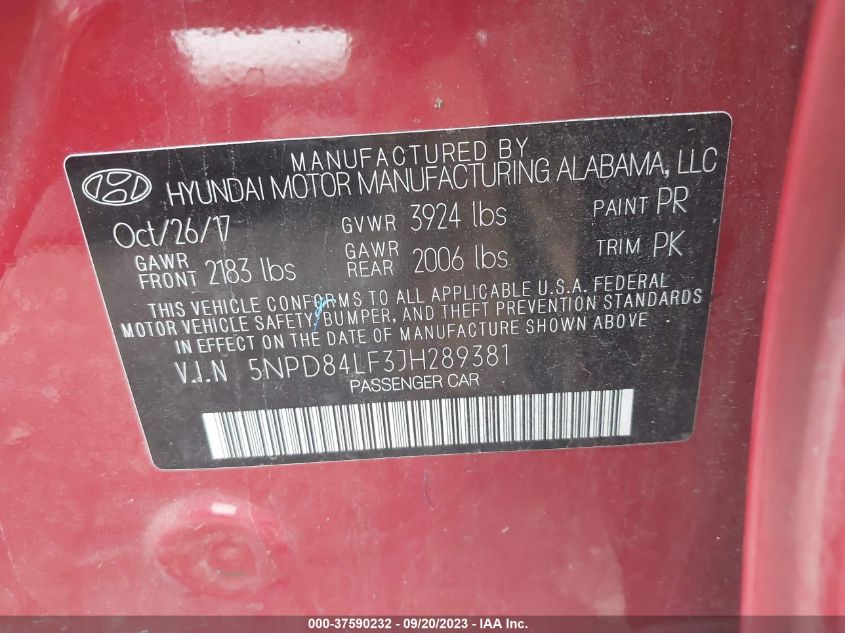 MANUFACTURED BY
HYUNDAI MOTOR MANUFACTURING ALABAMA, LLC
Oct/26/17 GVWR 3924 lbs PAINT PR
GAWR FRONT 2183 lbs GAWR REAR 2006 lbs TRIM PK
THIS VEHICLE CONFORMS TO ALL APPLICABLE U.S.A. FEDERAL
MOTOR VEHICLE SAFETY, BUMPER, AND THEFT PREVENTION STANDARDS
IN EFFECT ON THE DATE OF MANUFACTURE SHOWN ABOVE
V.I.N 5NPD84LF3JH289381
PASSENGER CAR
000-37590232 - 09/20/2023 - IAA Inc.